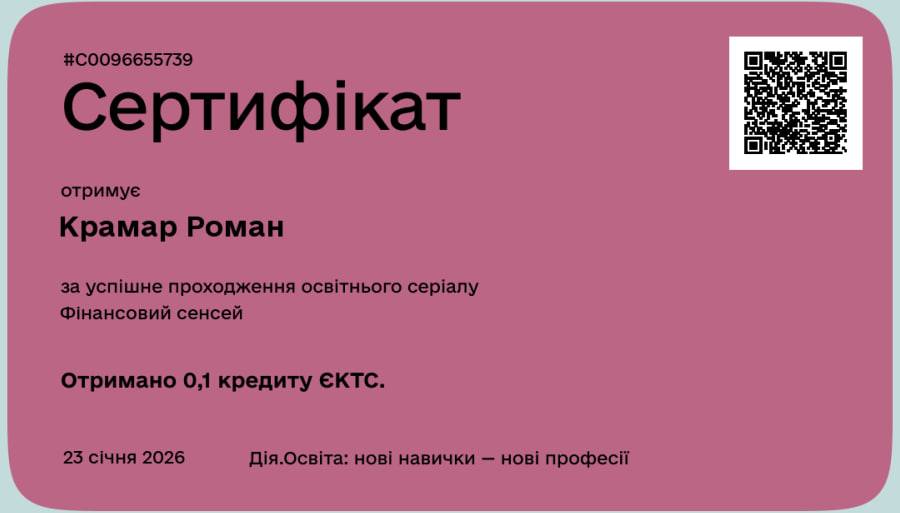 #C0096655739
Сертифікат
отримує
Крамар Роман
за успішне проходження освітнього серіалу
Фінансовий сенсей
Отримано 0,1 кредиту ЄКТС.
23 січня 2026
Дія.Освіта: нові навички — нові професії